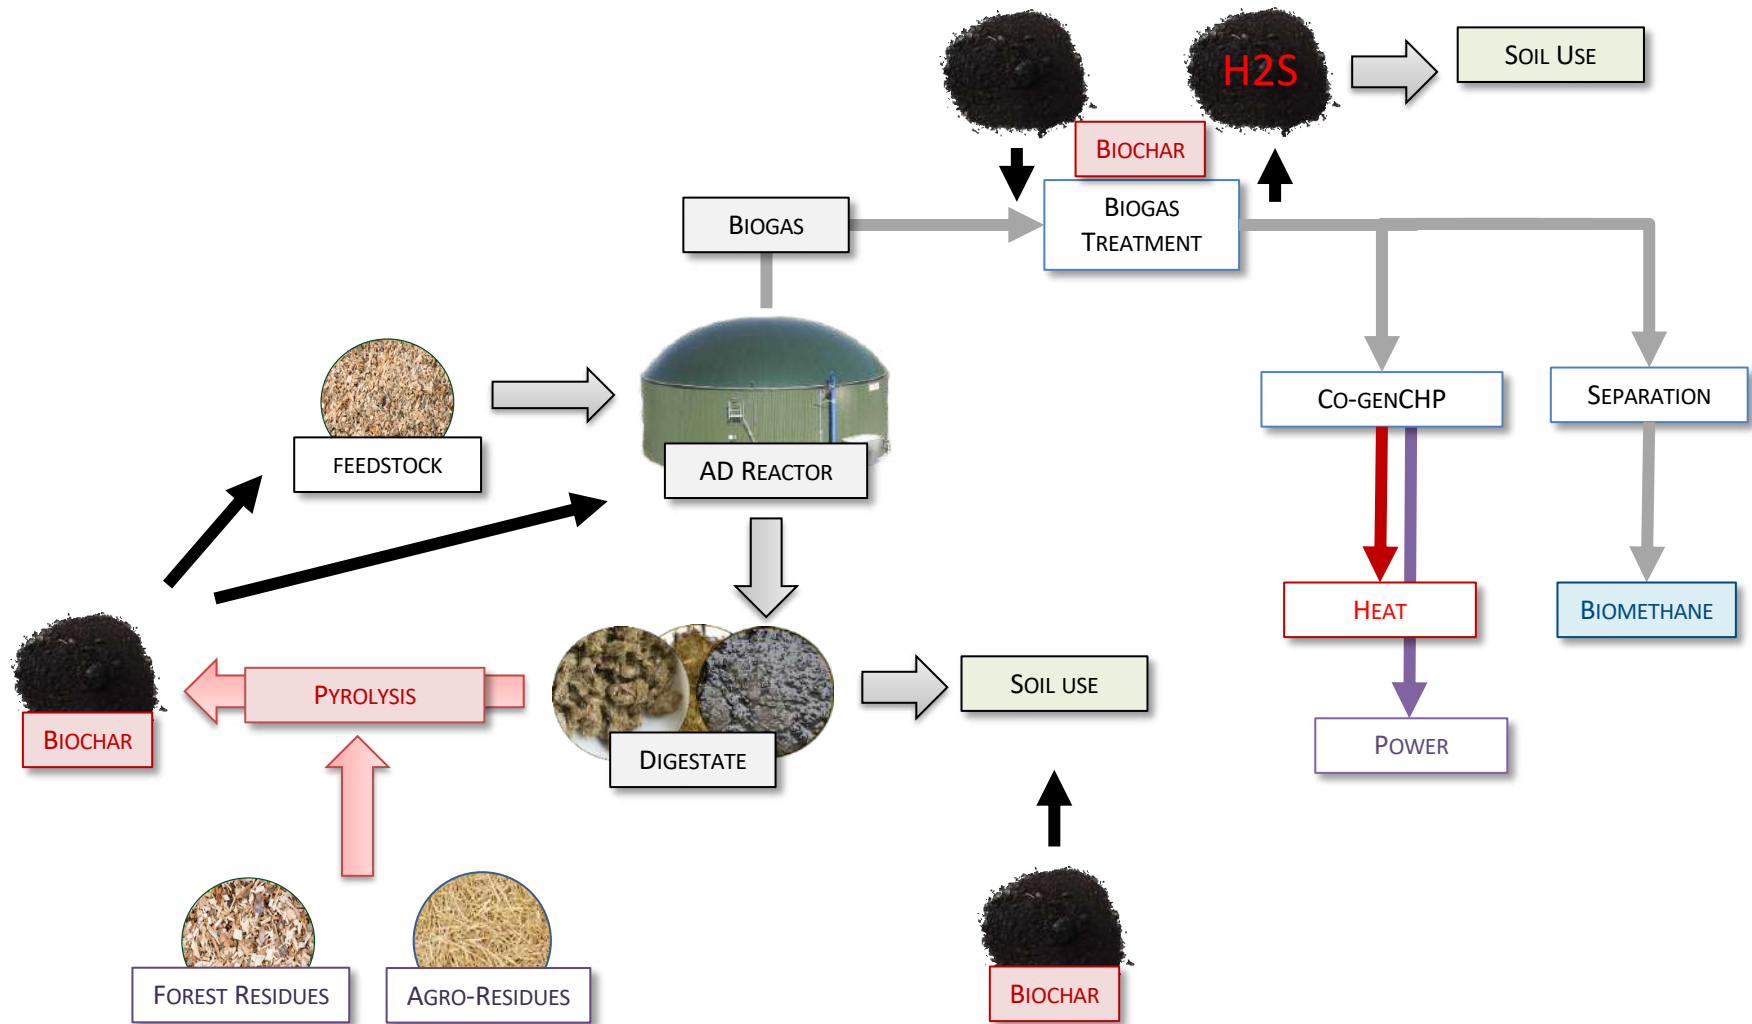 H2S
SOIL USE
BIOCHAR
BIOGAS
BIOGAS
TREATMENT
CO-GENCHP
SEPARATION
FEEDSTOCK
AD REACTOR
HEAT
BIOMETHANE
PYROLYSIS
SOIL USE
BIOCHAR
DIGESTATE
POWER
FOREST RESIDUES
AGRO-RESIDUES
BIOCHAR